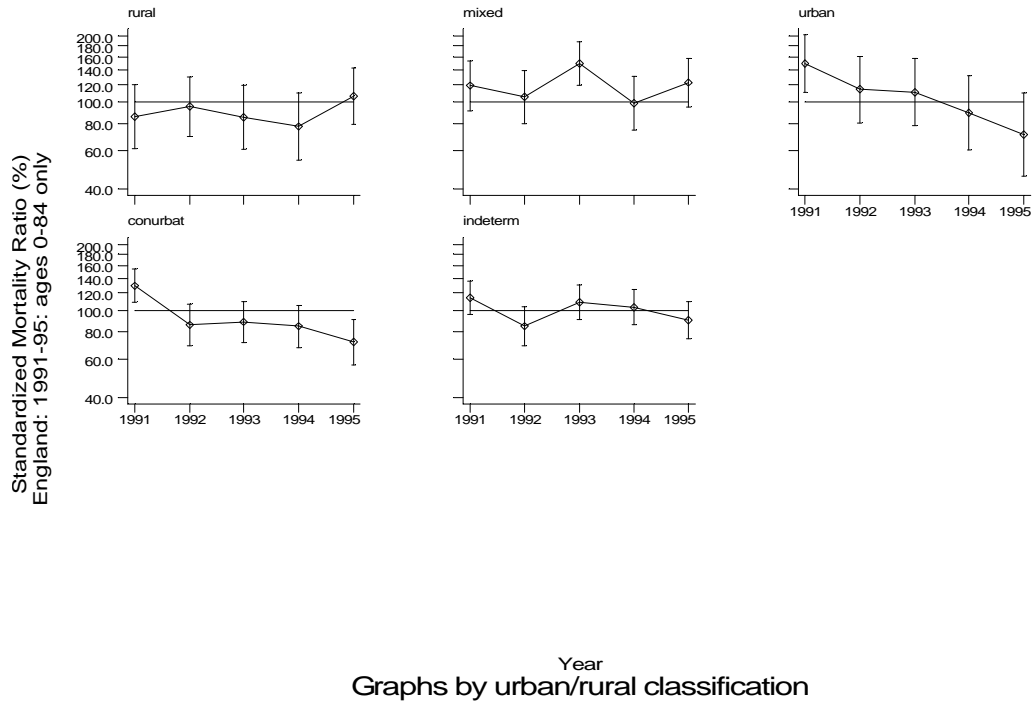 Standardized Mortality Ratio (%)
England: 1991-95: ages 0-84 only
rural
200.0
180.0
160.0
140.0
120.0
100.0
80.0
60.0
40.0
mixed
urban
1991 1992 1993 1994 1995
conurbat
200.0
180.0
160.0
140.0
120.0
100.0
80.0
60.0
40.0
1991 1992 1993 1994 1995
indeterm
1991 1992 1993 1994 1995
Year
Graphs by urban/rural classification